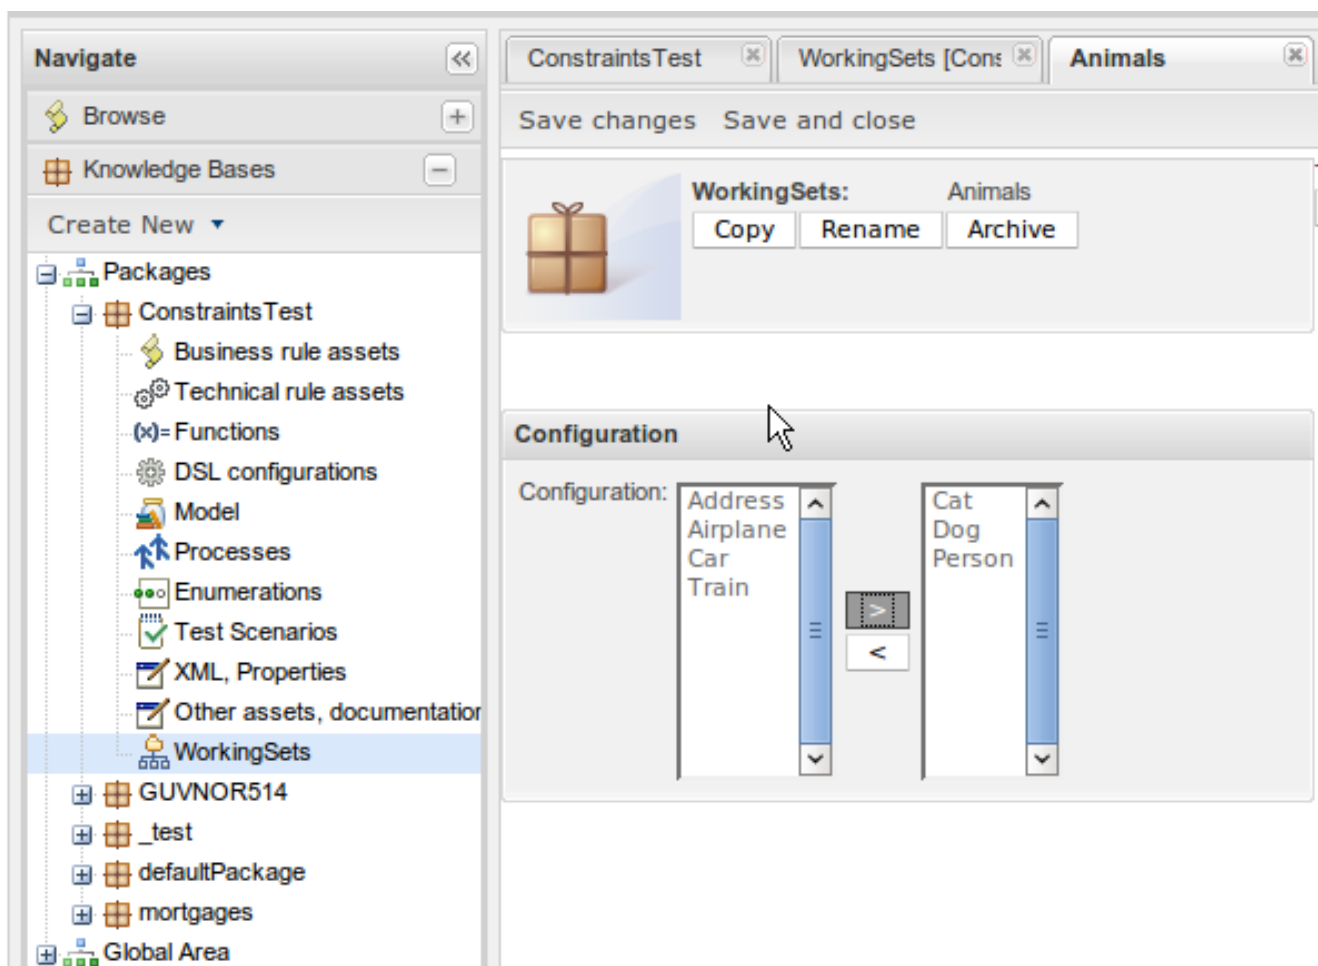 Navigate
Browse
Knowledge Bases
Create New
Packages
ConstraintsTest
Business rule assets
Technical rule assets
(x)= Functions
DSL configurations
Model
Processes
Enumerations
Test Scenarios
XML, Properties
Other assets, documentation
WorkingSets
GUVNOR514
_test
defaultPackage
mortgages
Global Area
ConstraintsTest WorkingSets [Cons Animals
Save changes Save and close
WorkingSets: Animals
Copy Rename Archive
Configuration
Configuration:
Address
Airplane
Car
Train
>
<
Cat
Dog
Person